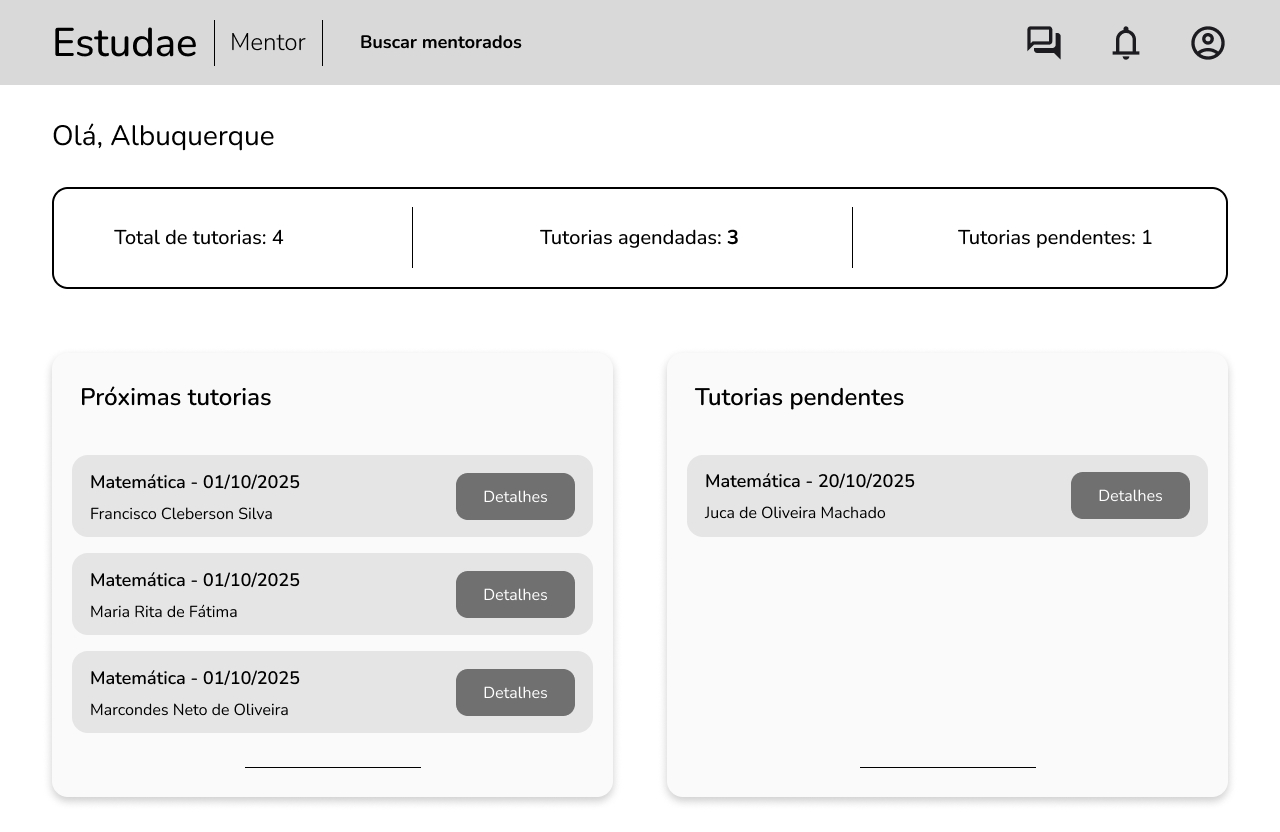 Estudae Mentor Buscar mentorados
Olá, Albuquerque
Total de tutorias: 4 Tutorias agendadas: 3 Tutorias pendentes: 1
Próximas tutorias
Matemática - 01/10/2025
Francisco Cleberson Silva
Detalhes
Matemática - 01/10/2025
Maria Rita de Fátima
Detalhes
Matemática - 01/10/2025
Marcondes Neto de Oliveira
Detalhes
Tutorias pendentes
Matemática - 20/10/2025
Juca de Oliveira Machado
Detalhes